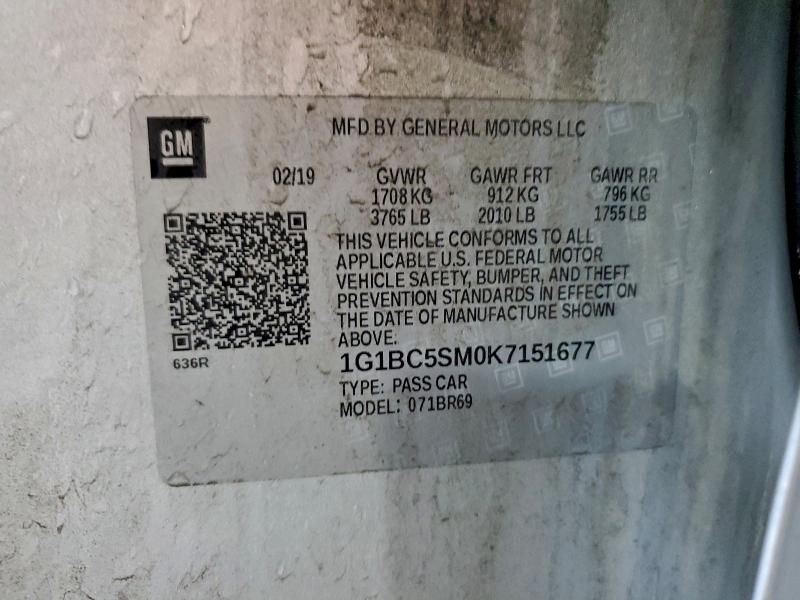 GM
MFD BY GENERAL MOTORS LLC
02/19 GVWR GAWR FRT GAWR RR
1708 KG 912 KG 796 KG
3765 LB 2010 LB 1755 LB
THIS VEHICLE CONFORMS TO ALL
APPLICABLE U.S. FEDERAL MOTOR
VEHICLE SAFETY, BUMPER, AND THEFT
PREVENTION STANDARDS IN EFFECT ON
THE DATE OF MANUFACTURE SHOWN
ABOVE.
636R
1G1BC5SM0K7151677
TYPE: PASS CAR
MODEL: 071BR69